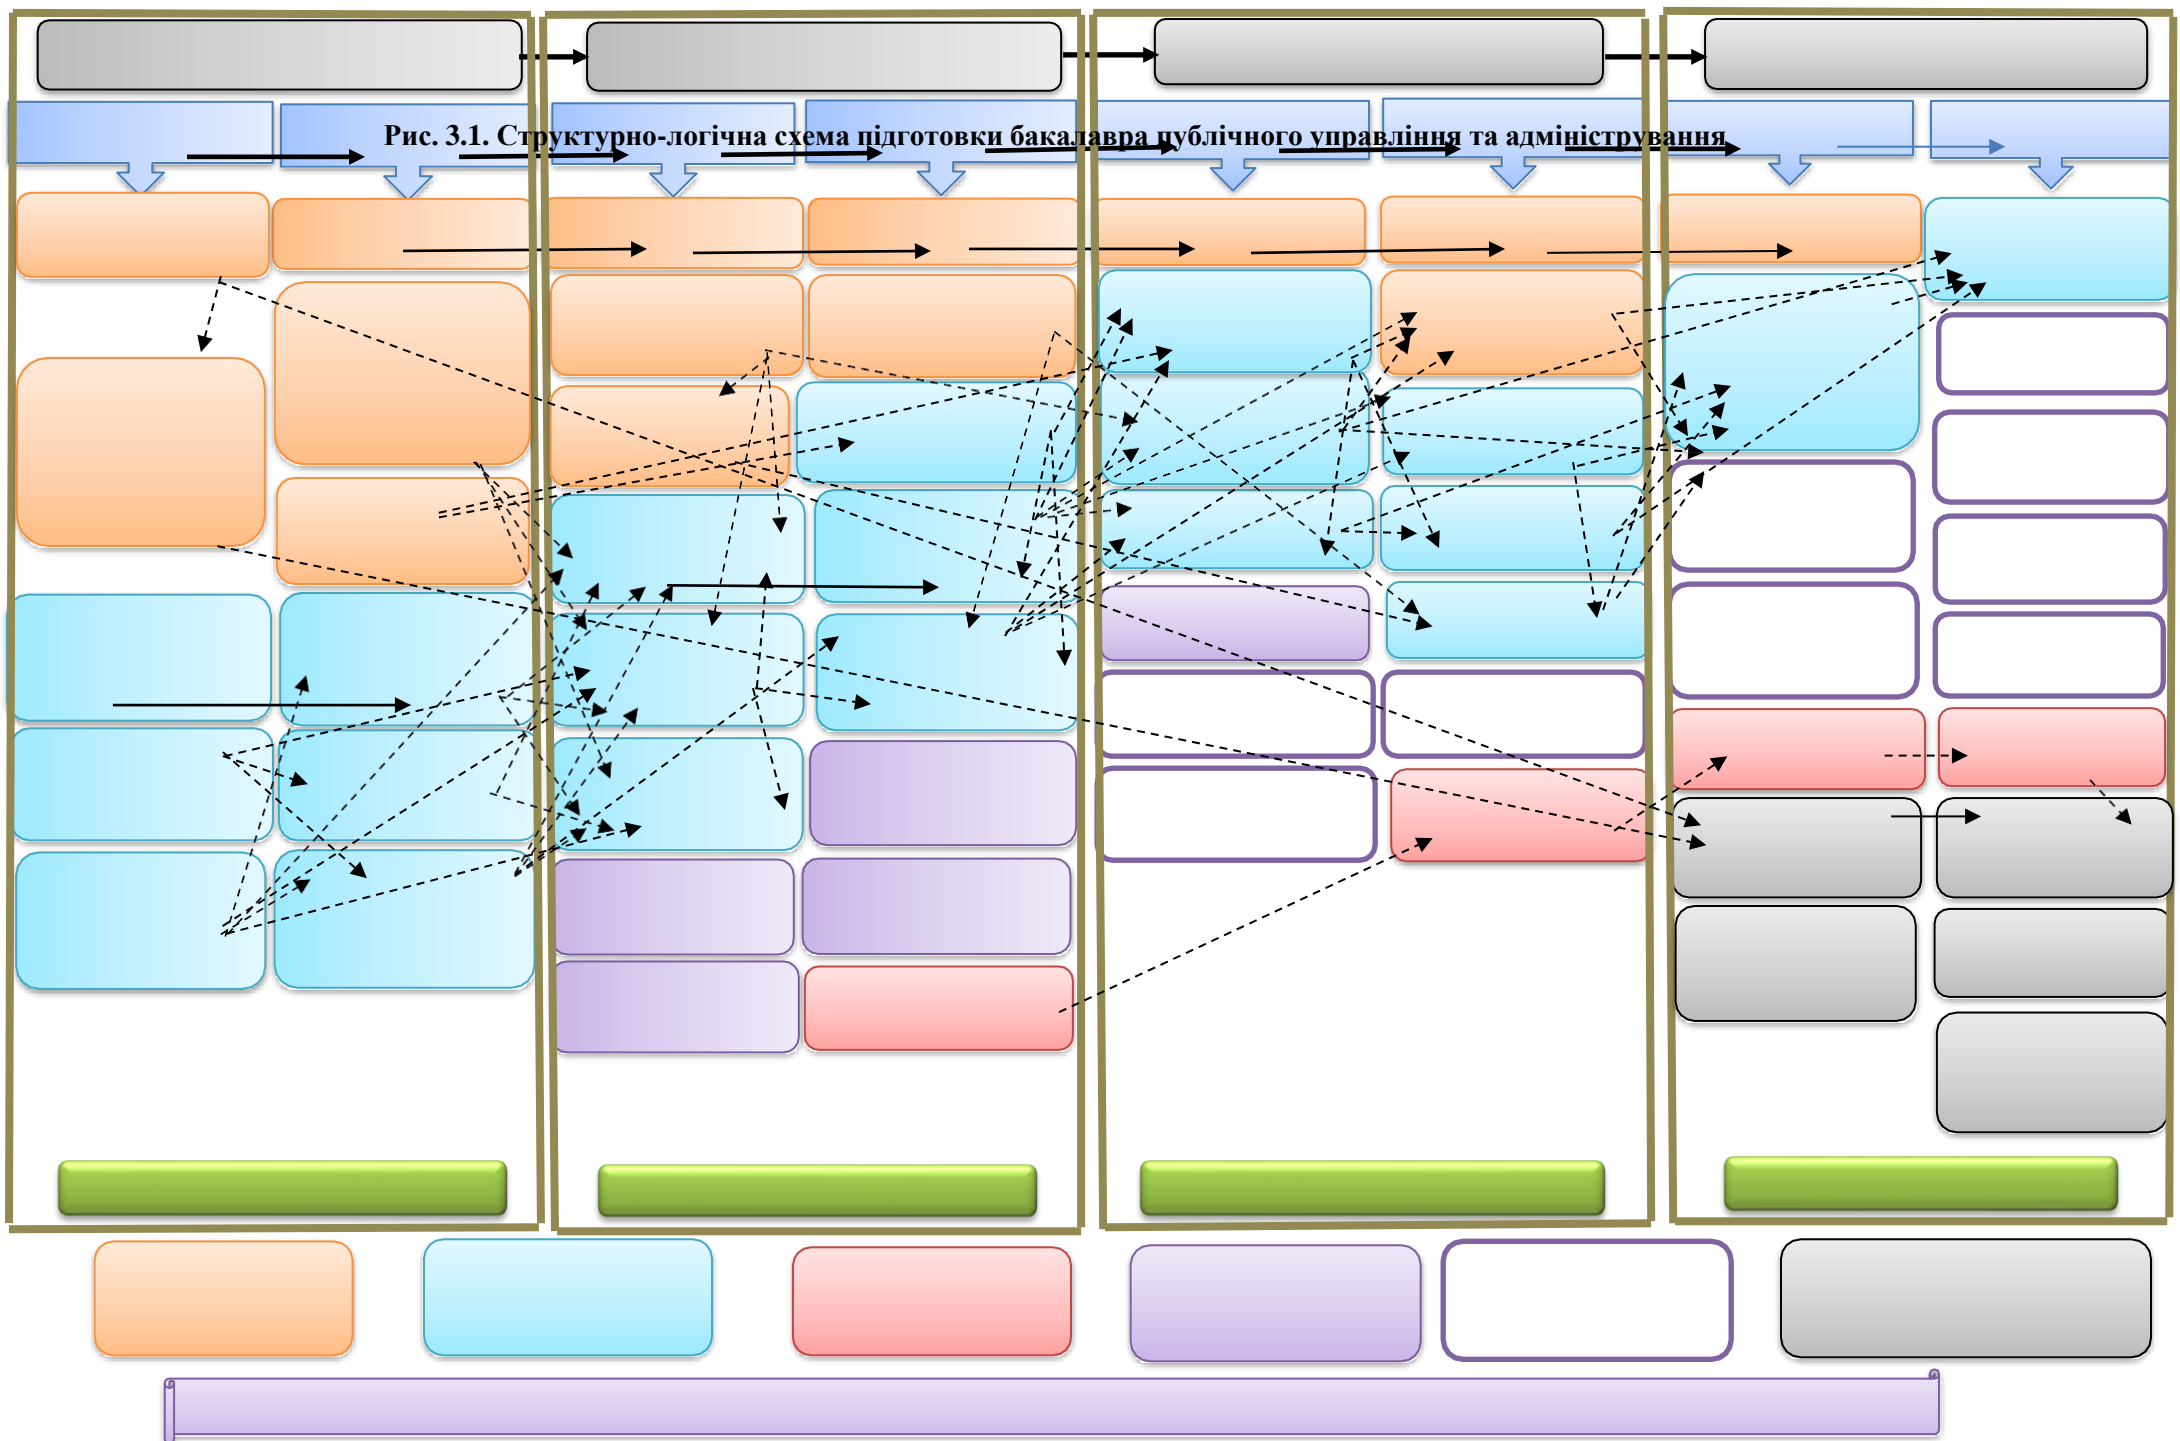 Рис. 3.1. Структурно-логічна схема підготовки бакалавра публічного управління та адміністрування